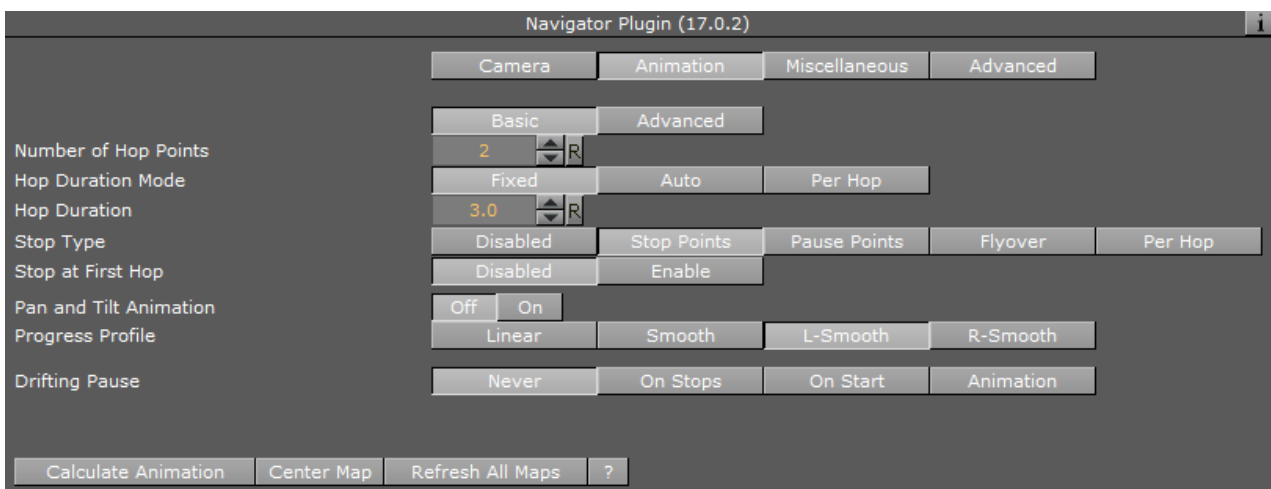 Navigator Plugin (17.0.2) i
Camera Animation Miscellaneous Advanced
Basic Advanced
Number of Hop Points 2 R
Hop Duration Mode Fixed Auto Per Hop
Hop Duration 3.0 R
Stop Type Disabled Stop Points Pause Points Flyover Per Hop
Stop at First Hop Disabled Enable
Pan and Tilt Animation Off On
Progress Profile Linear Smooth L-Smooth R-Smooth
Drifting Pause Never On Stops On Start Animation
Calculate Animation Center Map Refresh All Maps ?